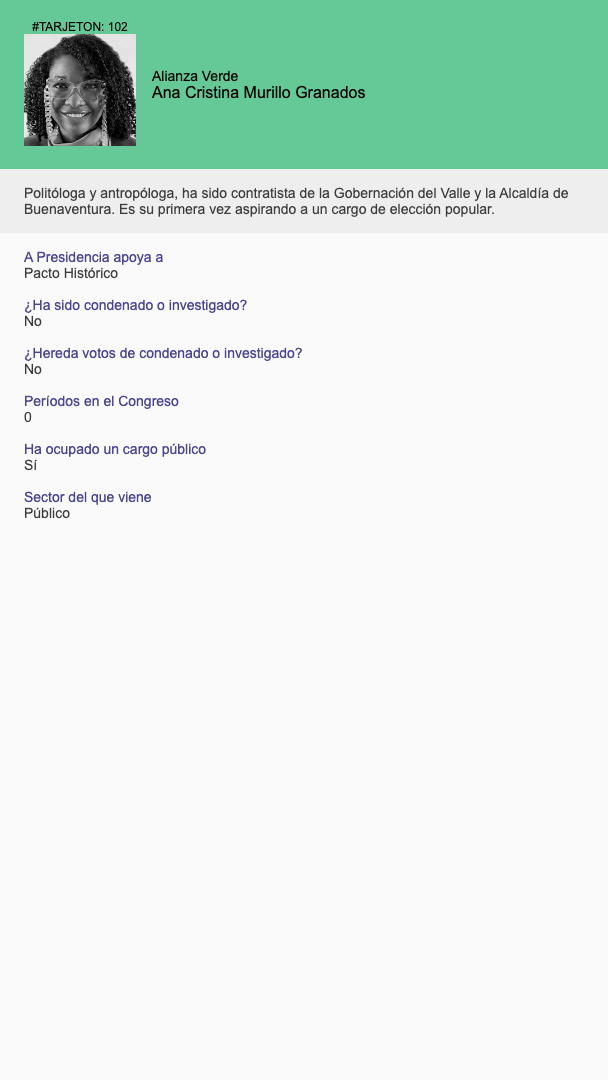 #TARJETON: 102
Alianza Verde
Ana Cristina Murillo Granados
Politóloga y antropóloga, ha sido contratista de la Gobernación del Valle y la Alcaldía de
Buenaventura. Es su primera vez aspirando a un cargo de elección popular.
A Presidencia apoya a
Pacto Histórico
¿Ha sido condenado o investigado?
No
¿Hereda votos de condenado o investigado?
No
Períodos en el Congreso
0
Ha ocupado un cargo público
Sí
Sector del que viene
Público